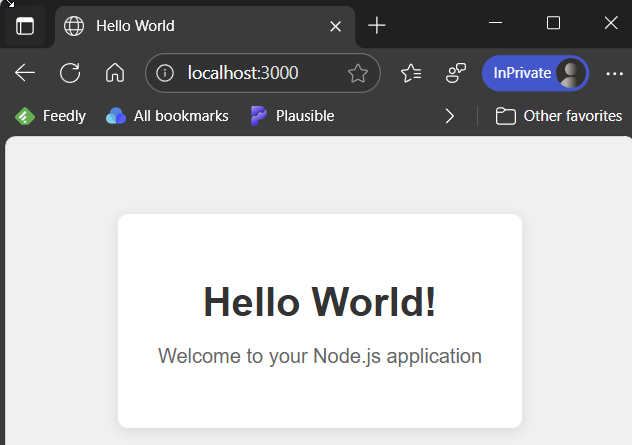 Hello World
localhost:3000
InPrivate
Feedly
All bookmarks
Plausible
Other favorites
Hello World!
Welcome to your Node.js application